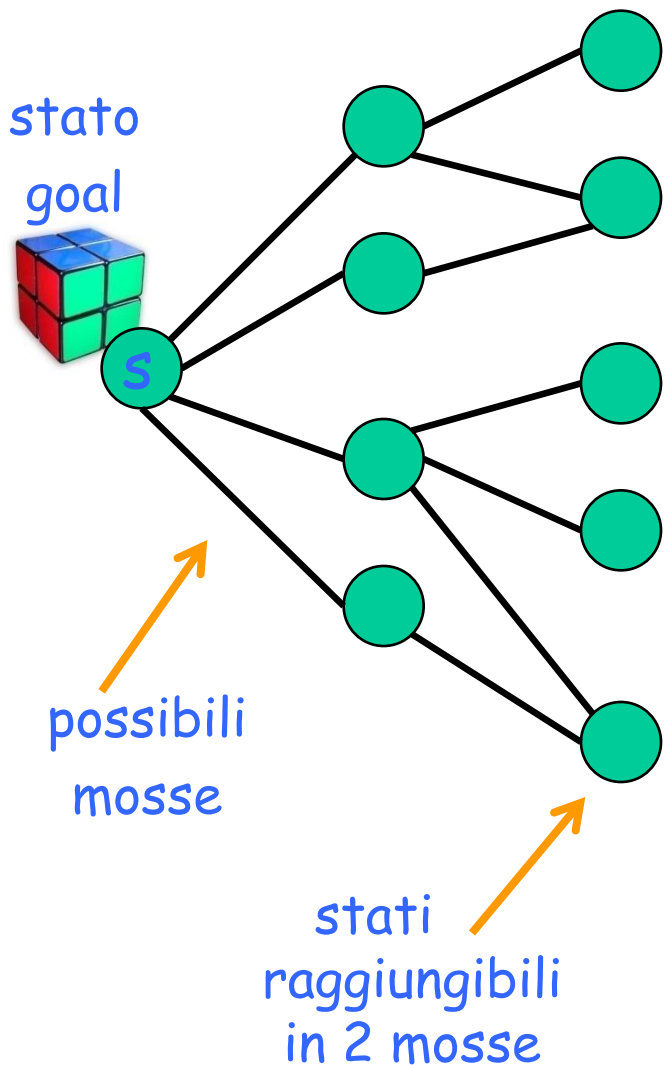 stato
goal
s
possibili
mosse
stati
raggiungibili
in 2 mosse